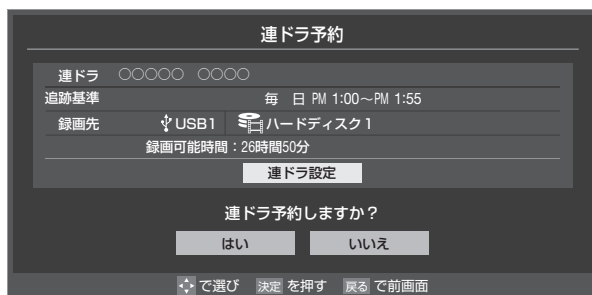 連ドラ予約
連ドラ ○○○○○ ○○○○
追跡基準 毎 日 PM 1:00～PM 1:55
録画先 USB1 ハードディスク1
録画可能時間：26時間50分
連ドラ設定
連ドラ予約しますか？
はい いいえ
で選び 決定 を押す 戻る で前画面